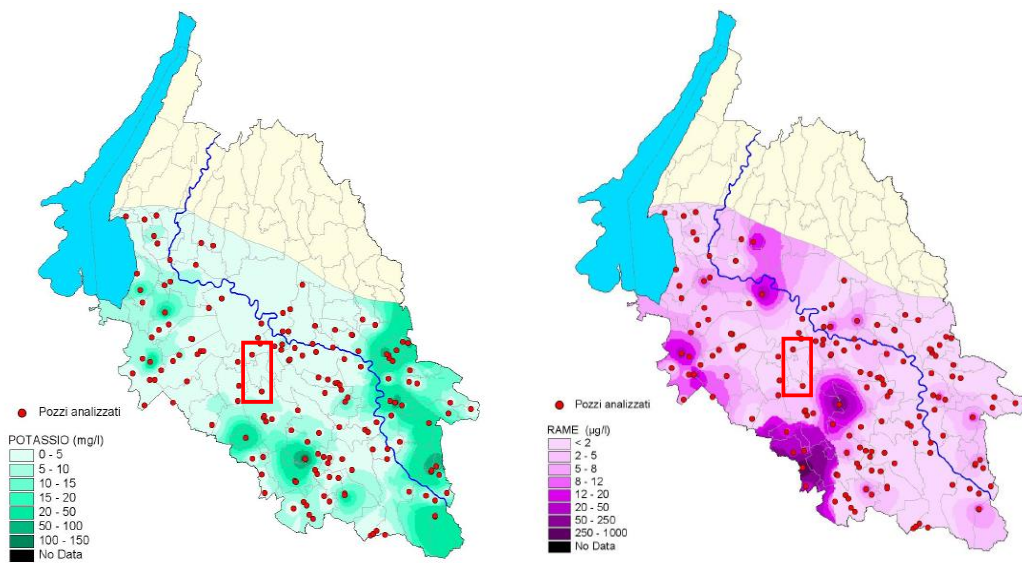 Pozzi analizzati
POTASSIO (mg/l)
0 - 5
5 - 10
10 - 15
15 - 20
20 - 50
50 - 100
100 - 150
No Data
Pozzi analizzati
RAME (µg/l)
< 2
2 - 5
5 - 8
8 - 12
12 - 20
20 - 50
50 - 250
250 - 1000
No Data